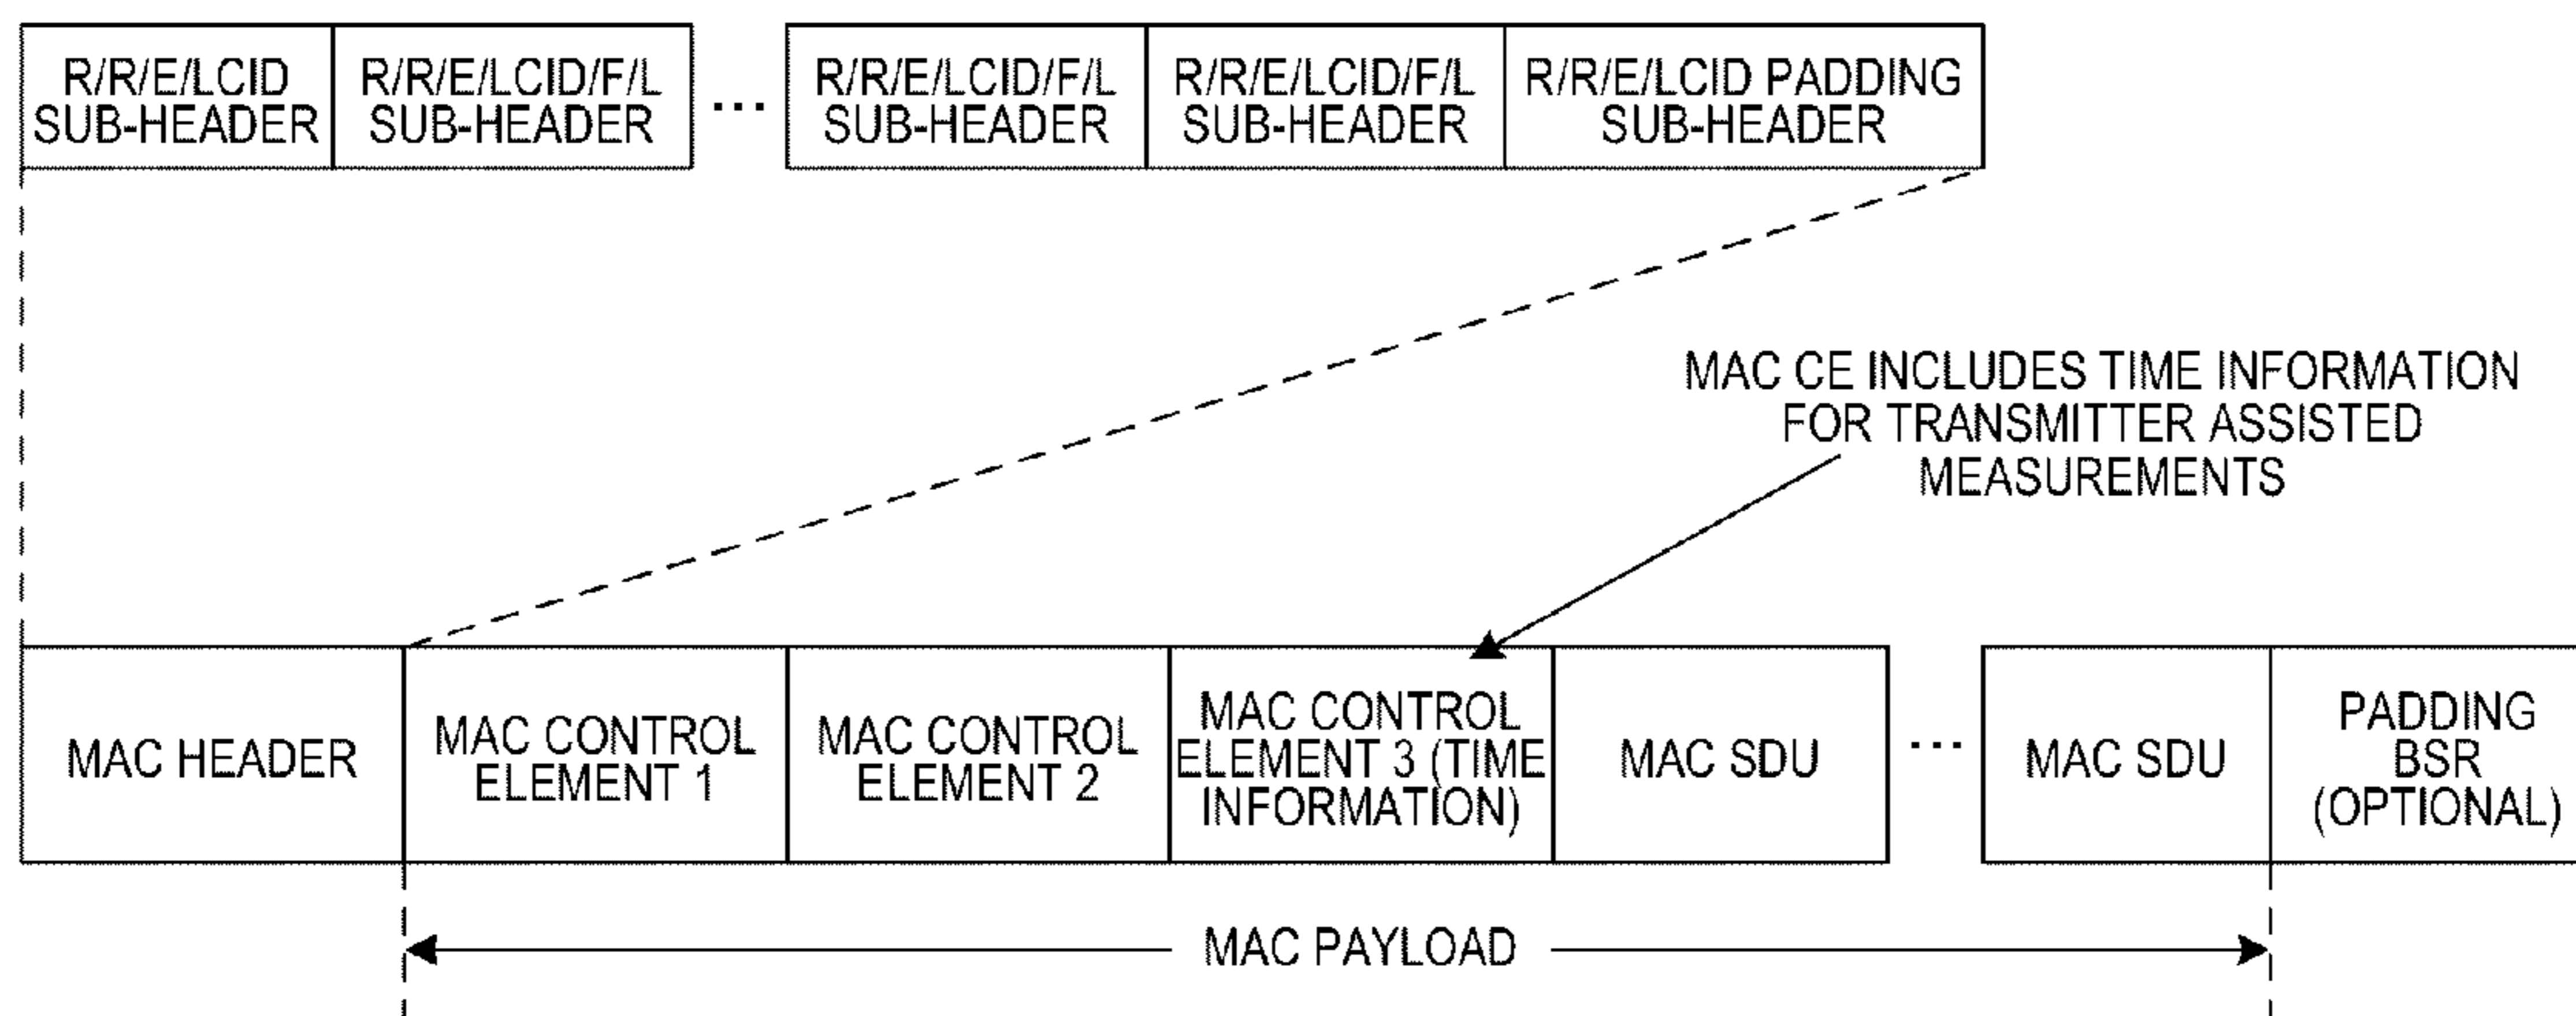 R/R/E/LCID
SUB-HEADER
R/R/E/LCID/F/L
SUB-HEADER
...
R/R/E/LCID/F/L
SUB-HEADER
R/R/E/LCID/F/L
SUB-HEADER
R/R/E/LCID PADDING
SUB-HEADER
MAC CE INCLUDES TIME INFORMATION
FOR TRANSMITTER ASSISTED
MEASUREMENTS
MAC HEADER
MAC CONTROL
ELEMENT 1
MAC CONTROL
ELEMENT 2
MAC CONTROL
ELEMENT 3 (TIME
INFORMATION)
MAC SDU
...
MAC SDU
PADDING
BSR
(OPTIONAL)
MAC PAYLOAD